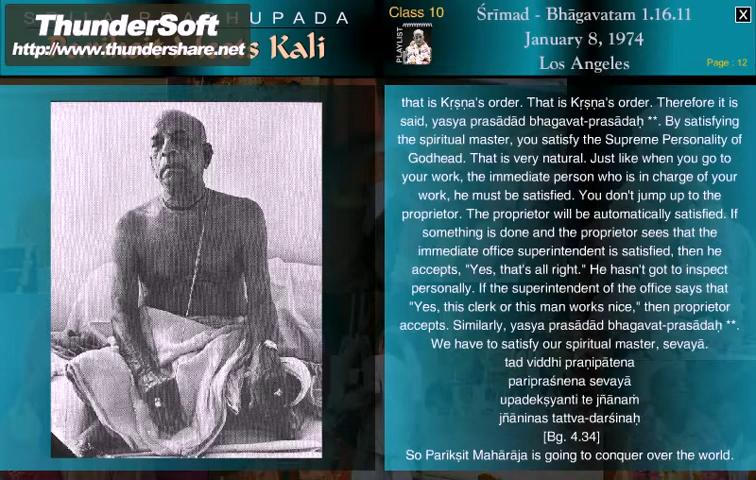 ThunderSoft
http://www.thundershare.net
HUPADA
s Kali
Class 10
PLAYLIST
Śrīmad - Bhāgavatam 1.16.11
January 8, 1974
Los Angeles
X
Page : 12
that is Kṛṣṇa's order. That is Kṛṣṇa's order. Therefore it is
said, yasya prasādād bhagavat-prasādaḥ **. By satisfying
the spiritual master, you satisfy the Supreme Personality of
Godhead. That is very natural. Just like when you go to
your work, the immediate person who is in charge of your
work, he must be satisfied. You don't jump up to the
proprietor. The proprietor will be automatically satisfied. If
something is done and the proprietor sees that the
immediate office superintendent is satisfied, then he
accepts, "Yes, that's all right." He hasn't got to inspect
personally. If the superintendent of the office says that
"Yes, this clerk or this man works nice," then proprietor
accepts. Similarly, yasya prasādād bhagavat-prasādaḥ **.
We have to satisfy our spiritual master, sevayā.
tad viddhi praṇipātena
paripraśnena sevayā
upadekṣyanti te jñānaṁ
jñāninas tattva-darśinaḥ
[Bg. 4.34]
So Parikṣit Mahārāja is going to conquer over the world.